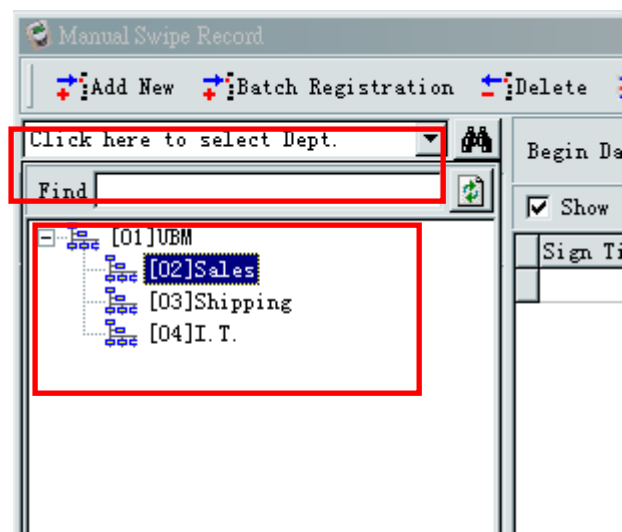 Manual Swipe Record
Add New Batch Registration Delete
Click here to select Dept.
Begin Da
Find
Show
[01]UBM
Sign Ti
[02]Sales
[03]Shipping
[04]I.T.